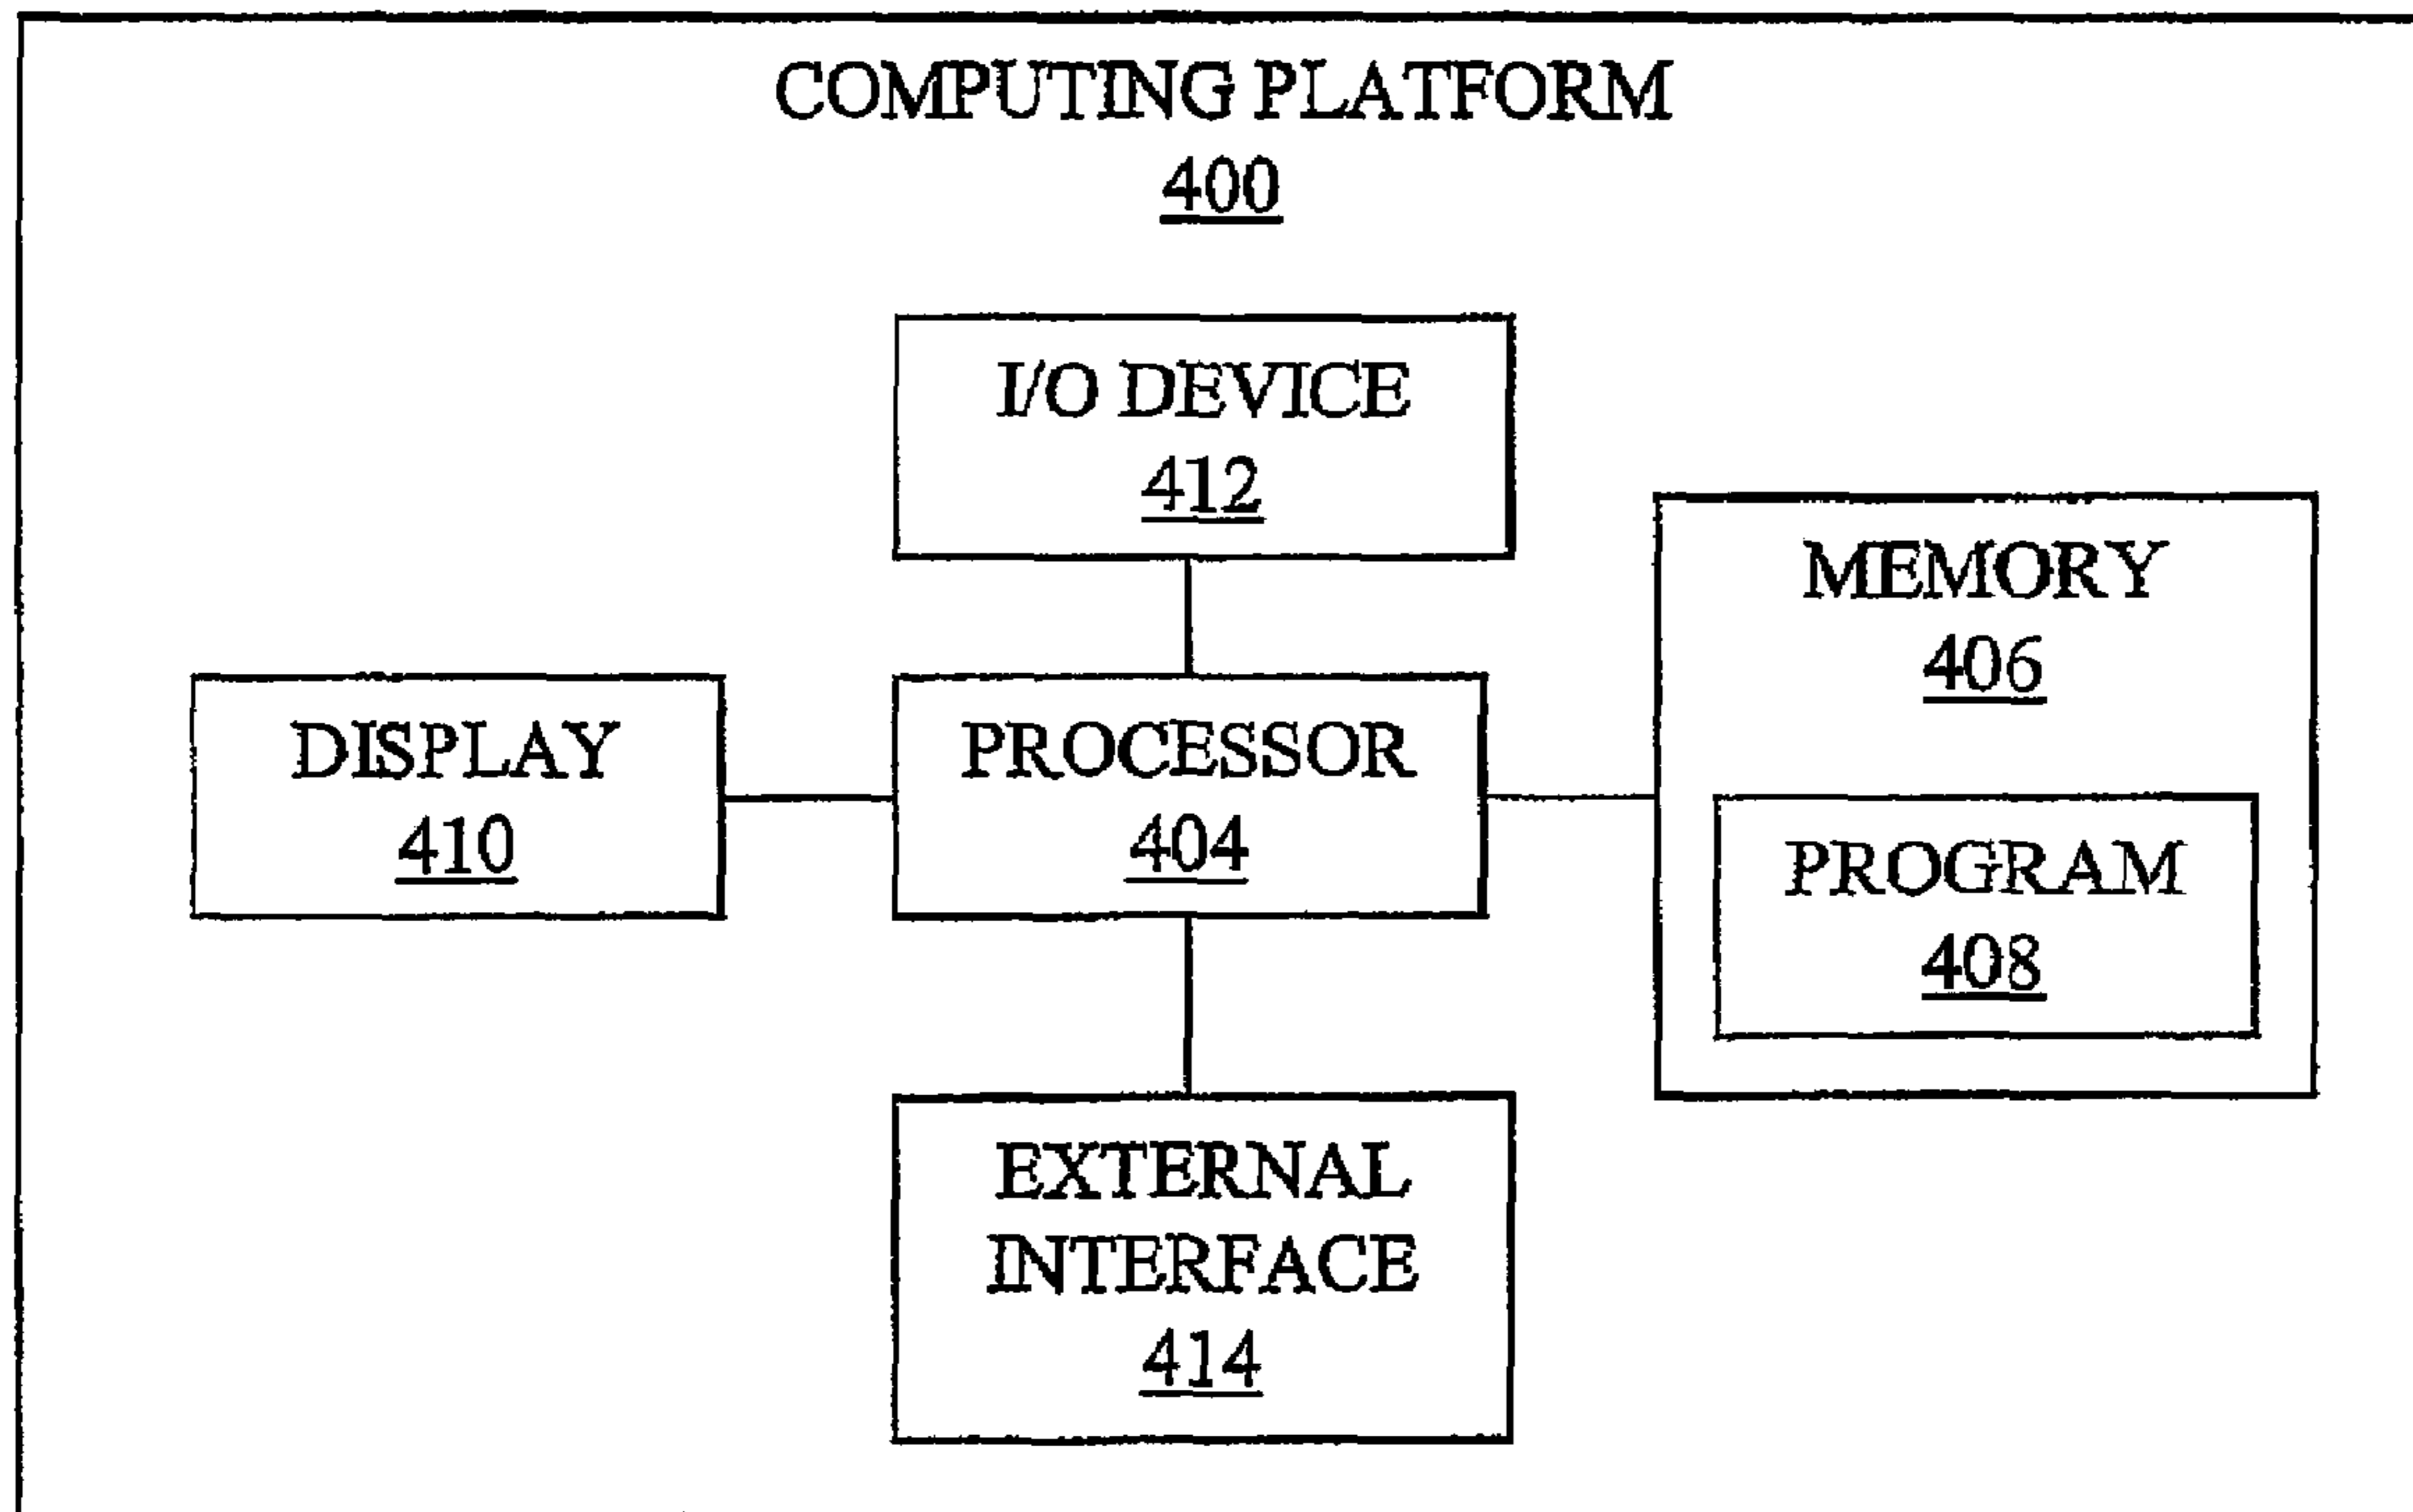 COMPUTING PLATFORM
400
I/O DEVICE
412
MEMORY
406
DISPLAY
410
PROCESSOR
404
PROGRAM
408
EXTERNAL
INTERFACE
414